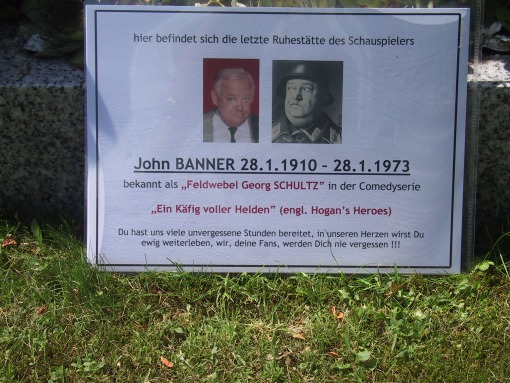 hier befindet sich die letzte Ruhestätte des Schauspielers
John BANNER 28.1.1910 - 28.1.1973
bekannt als „Feldwebel Georg SCHULTZ" in der Comedyserie
„Ein Käfig voller Helden" (engl. Hogan's Heroes)
Du hast uns viele unvergessene Stunden bereitet, in unseren Herzen wirst Du
ewig weiterleben, wir, deine Fans, werden Dich nie vergessen !!!